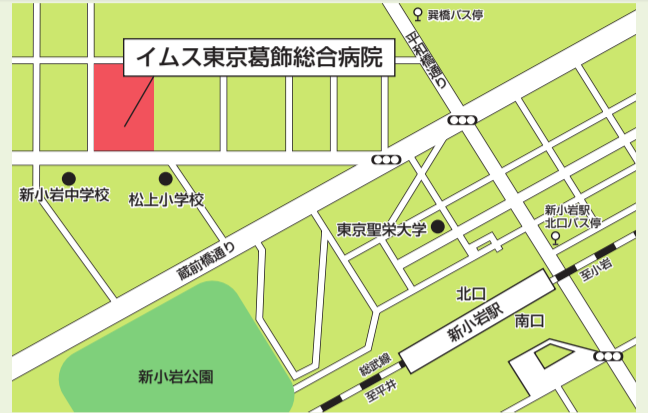 巽橋バス停
平和橋通り
イムス東京葛飾総合病院
新小岩中学校
松上小学校
蔵前橋通り
東京聖栄大学
新小岩駅
北口バス停
至小岩
北口
新小岩駅
南口
総武線
至平井
新小岩公園